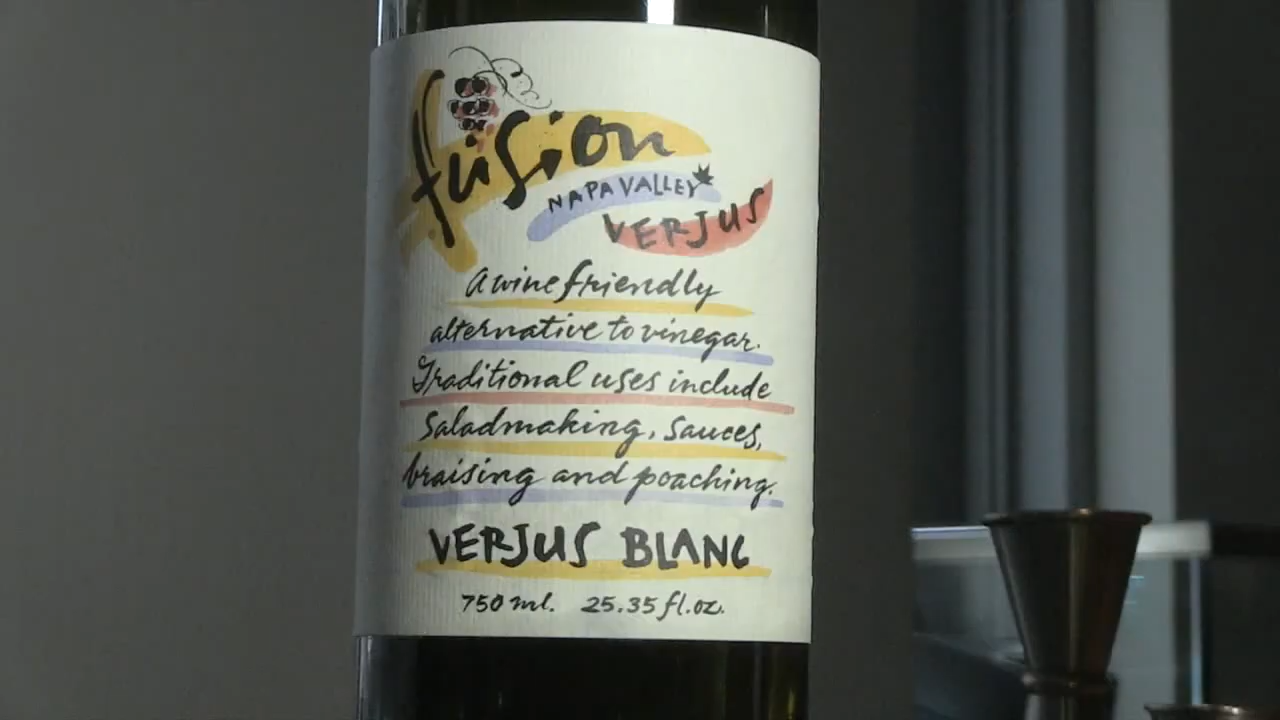 fusion
NAPA VALLEY
VERJUS
A wine friendly
alternative to vinegar.
Traditional uses include
Saladmaking, sauces,
braising and poaching.
VERJUS BLANC
750 ml. 25.35 fl.oz.